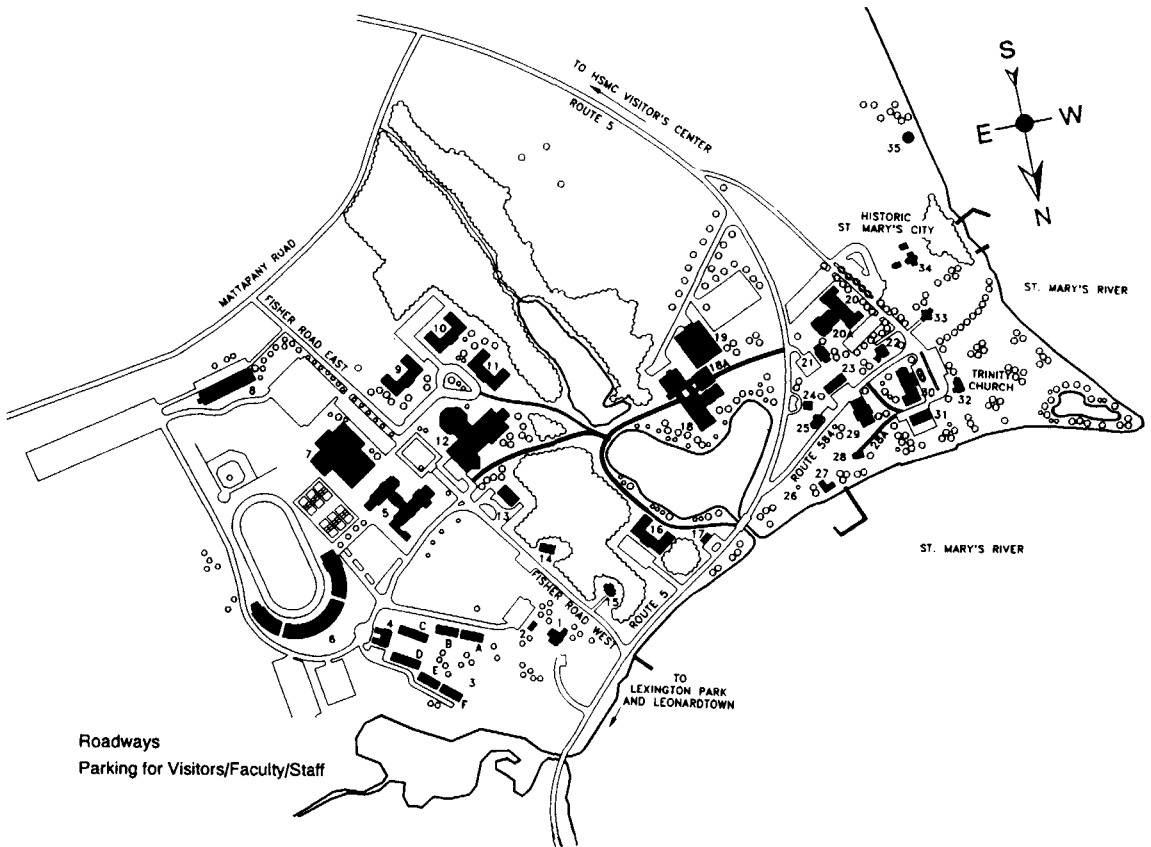 S
E
W
N
TO HSMC VISITOR'S CENTER
ROUTE 5
35
HISTORIC
ST. MARY'S CITY
34
ST. MARY'S RIVER
MATTAPANY ROAD
FISHER ROAD EAST
10
11
9
8
20
20A
33
19
18A
18
21
22
23
24
25
TRINITY
CHURCH
30
32
31
29
28A
28
27
26
ROUTE 584
12
7
5
13
14
15
16
17
FISHER ROAD WEST
ROUTE 5
ST. MARY'S RIVER
6
4
C
B
A
D
E
F
3
2
1
TO
LEXINGTON PARK
AND LEONARDTOWN
Roadways
Parking for Visitors/Faculty/Staff